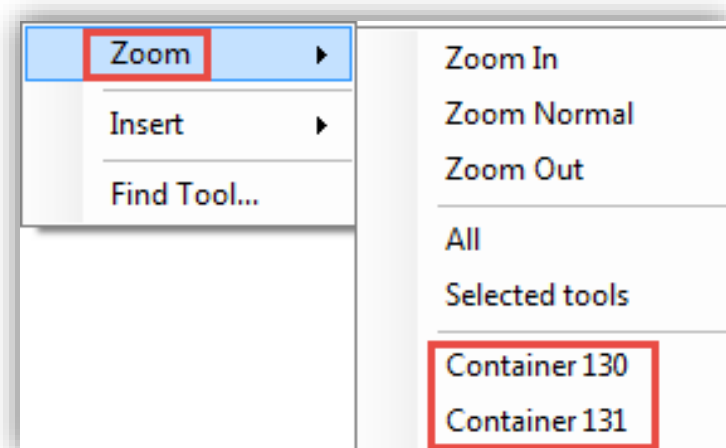 Zoom
Insert
Find Tool...
Zoom In
Zoom Normal
Zoom Out
All
Selected tools
Container 130
Container 131